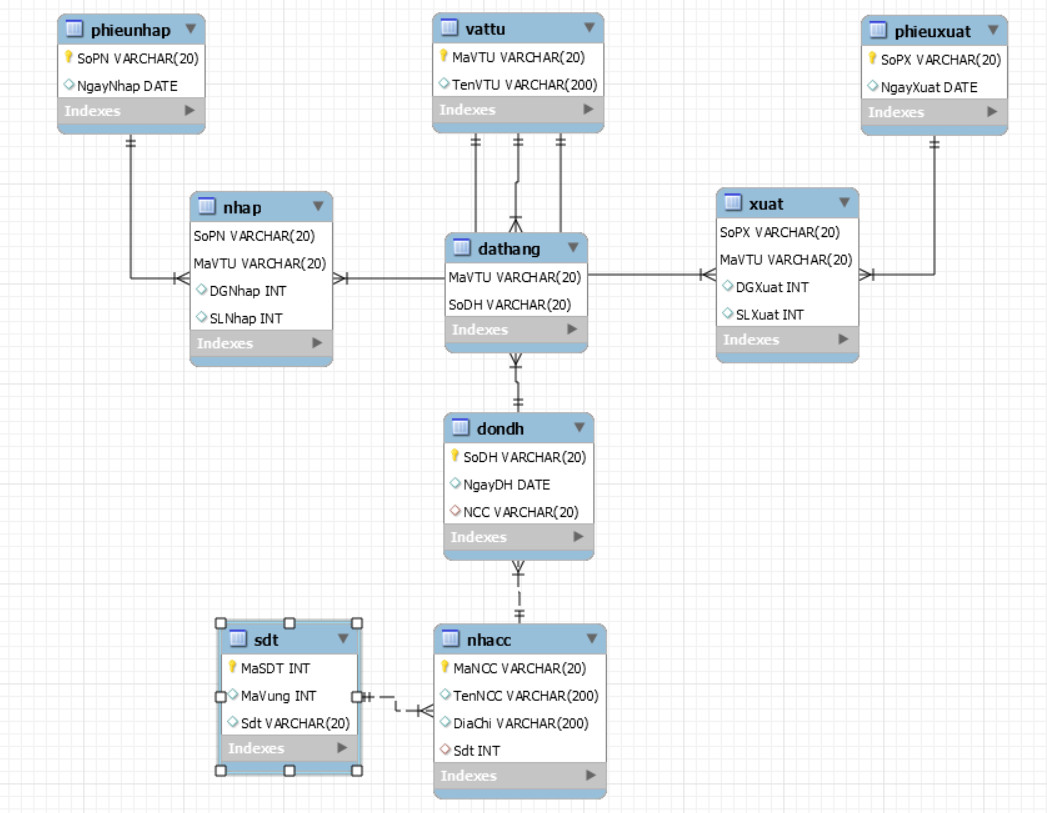 phieunhap
SoPN VARCHAR(20)
NgayNhap DATE
Indexes
vattu
MaVTU VARCHAR(20)
TenVTU VARCHAR(200)
Indexes
phieuxuat
SoPX VARCHAR(20)
NgayXuat DATE
Indexes
nhap
SoPN VARCHAR(20)
MaVTU VARCHAR(20)
DGNhap INT
SLNhap INT
Indexes
dathang
MaVTU VARCHAR(20)
SoDH VARCHAR(20)
Indexes
xuat
SoPX VARCHAR(20)
MaVTU VARCHAR(20)
DGXuat INT
SLXuat INT
Indexes
dondh
SoDH VARCHAR(20)
NgayDH DATE
NCC VARCHAR(20)
Indexes
sdt
MaSDT INT
MaVung INT
Sdt VARCHAR(20)
Indexes
nhacc
MaNCC VARCHAR(20)
TenNCC VARCHAR(200)
DiaChi VARCHAR(200)
Sdt INT
Indexes